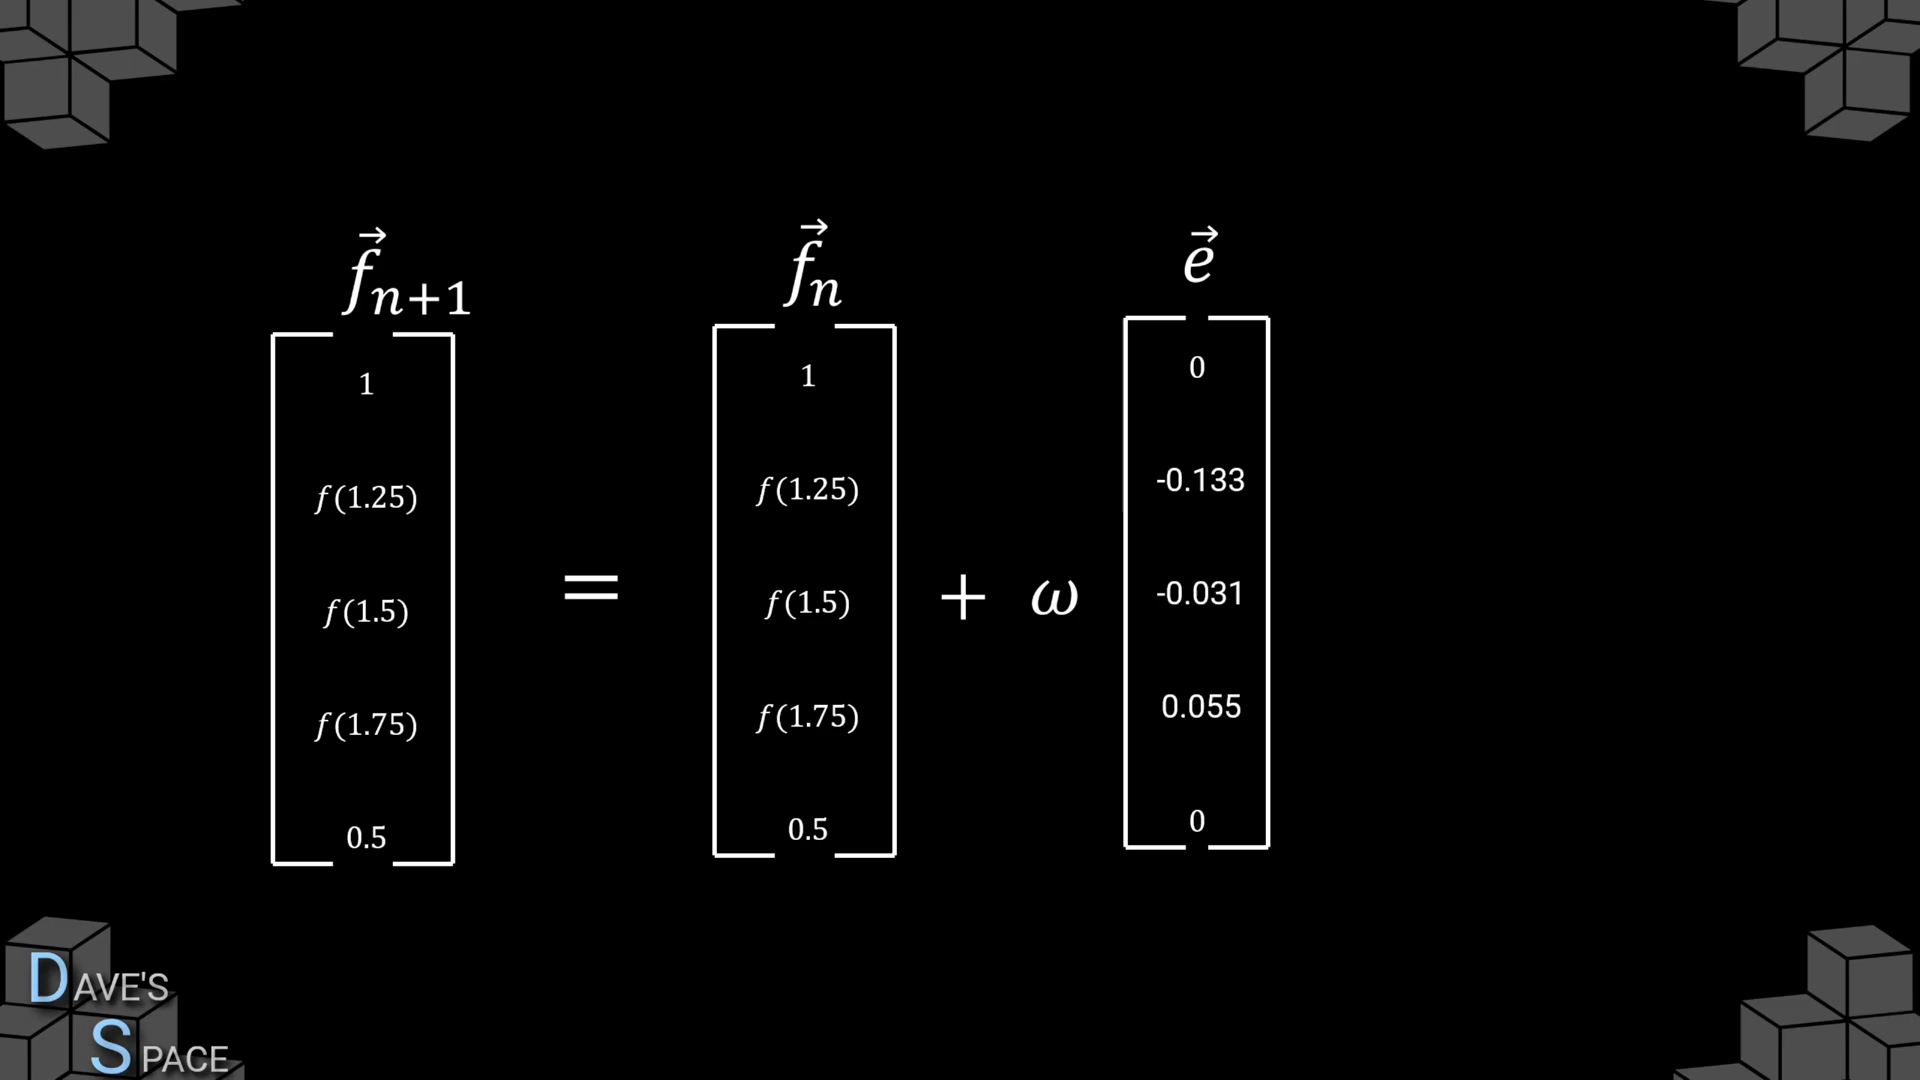 f⃗ₙ₊₁ f⃗ₙ e⃗
1 1 0
f(1.25) f(1.25) -0.133
f(1.5) = f(1.5) + ω -0.031
f(1.75) f(1.75) 0.055
0.5 0.5 0
DAVE'S
SPACE